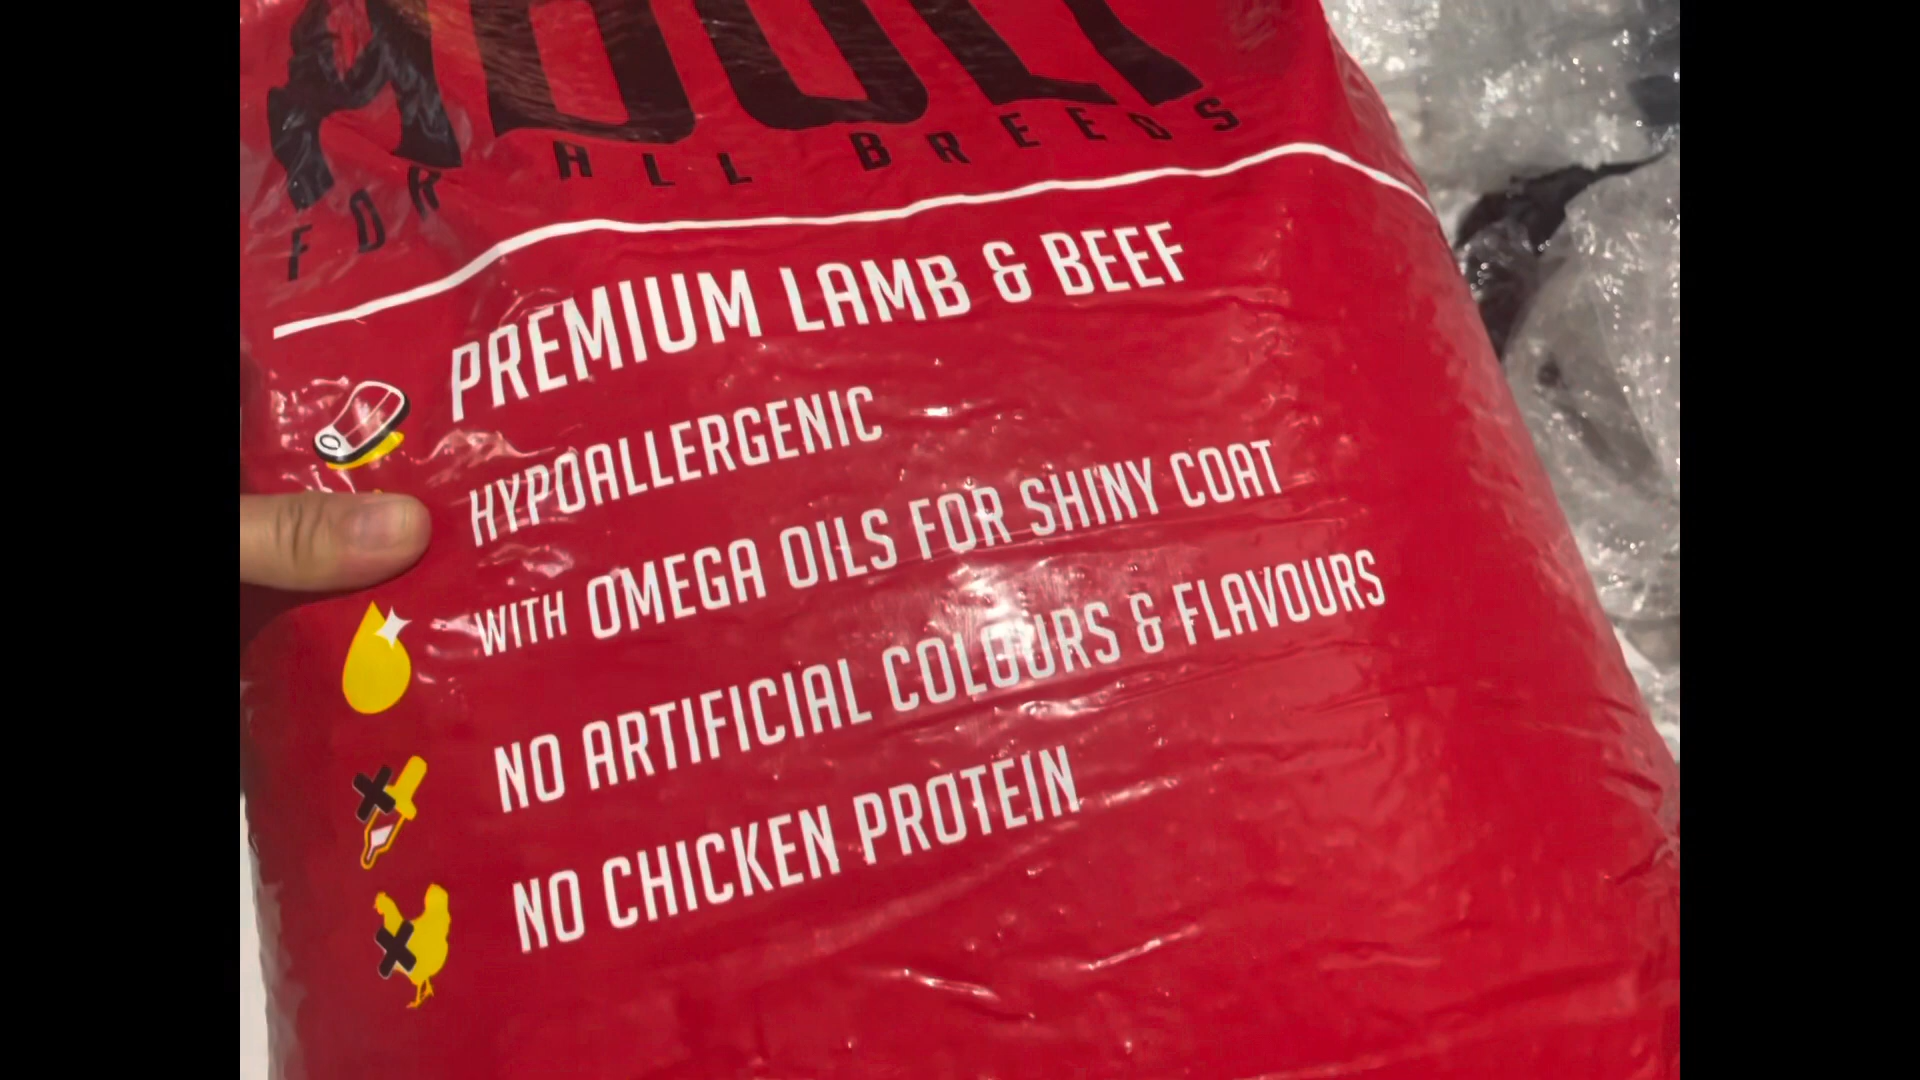 ADULT
FOR ALL BREEDS
PREMIUM LAMB & BEEF
HYPOALLERGENIC
WITH OMEGA OILS FOR SHINY COAT
NO ARTIFICIAL COLOURS & FLAVOURS
NO CHICKEN PROTEIN